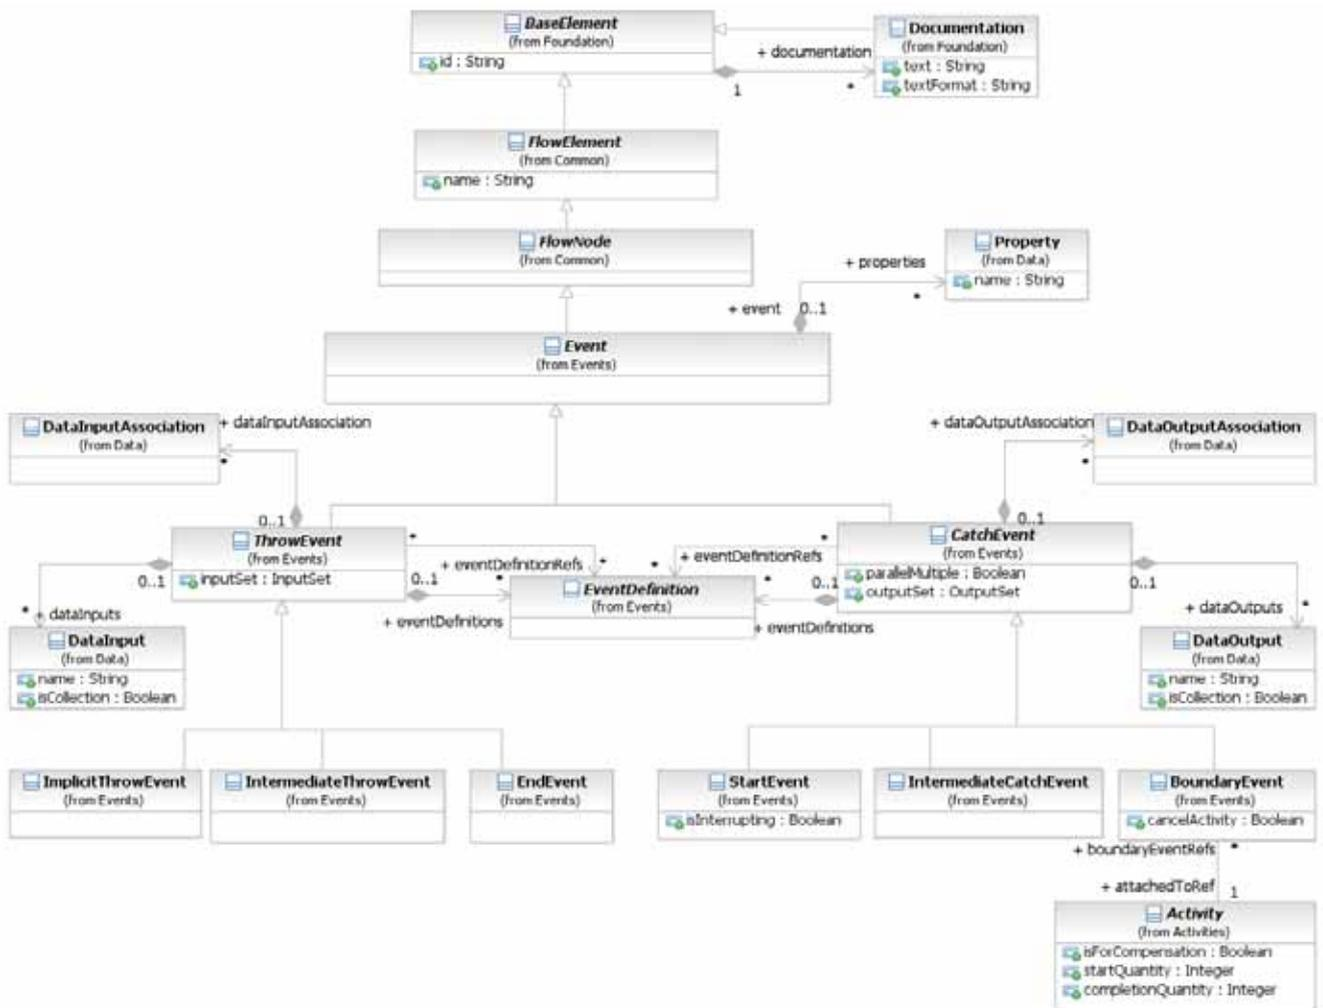 BaseElement
(from Foundation)
id : String
Documentation
(from Foundation)
text : String
textFormat : String
+ documentation
1
*
FlowElement
(from Common)
name : String
FlowNode
(from Common)
Property
(from Data)
name : String
+ properties
*
+ event
0..1
Event
(from Events)
DataInputAssociation
(from Data)
+ dataInputAssociation
*
+ dataOutputAssociation
*
DataOutputAssociation
(from Data)
0..1
0..1
ThrowEvent
(from Events)
inputSet : InputSet
CatchEvent
(from Events)
parallelMultiple : Boolean
outputSet : OutputSet
*
+ eventDefinitionRefs
*
*
+ eventDefinitionRefs
*
0..1
0..1
*
*
0..1
0..1
EventDefinition
(from Events)
+ eventDefinitions
+ eventDefinitions
*
+ dataInputs
+ dataOutputs
*
DataInput
(from Data)
name : String
isCollection : Boolean
DataOutput
(from Data)
name : String
isCollection : Boolean
ImplicitThrowEvent
(from Events)
IntermediateThrowEvent
(from Events)
EndEvent
(from Events)
StartEvent
(from Events)
isInterrupting : Boolean
IntermediateCatchEvent
(from Events)
BoundaryEvent
(from Events)
cancelActivity : Boolean
+ boundaryEventRefs
*
+ attachedToRef
1
Activity
(from Activities)
isForCompensation : Boolean
startQuantity : Integer
completionQuantity : Integer